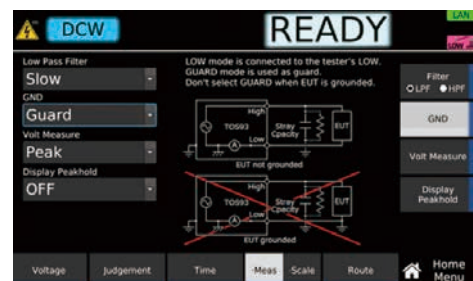 LAN
DCW
READY
LOW
Low Pass Filter
Slow
GND
Guard
Volt Measure
Peak
Display Peakhold
OFF
LOW mode is connected to the tester's LOW.
GUARD mode is used as guard.
Don't select GUARD when EUT is grounded.
High
TOS93
Stray
Cpacity
EUT
Low
A
EUT not grounded
High
TOS93
Stray
Cpacity
EUT
Low
A
EUT grounded
Filter
LPF HPF
GND
Volt Measure
Display
Peakhold
Voltage
Judgement
Time
-Meas
-Scale
Route
Home
Menu